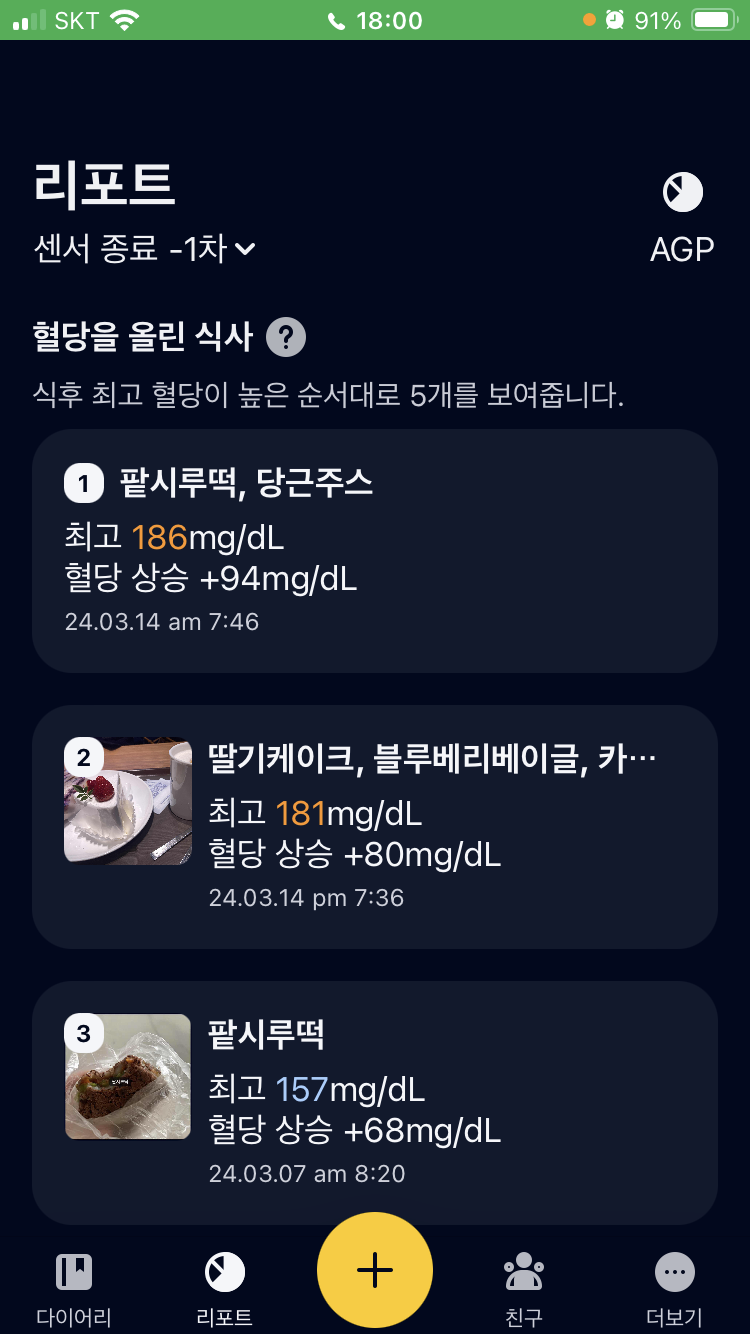 SKT 18:00 91%
리포트
센서 종료 -1차
AGP
혈당을 올린 식사 ?
식후 최고 혈당이 높은 순서대로 5개를 보여줍니다.
1 팥시루떡, 당근주스
최고 186mg/dL
혈당 상승 +94mg/dL
24.03.14 am 7:46
2 딸기케이크, 블루베리베이글, 카…
최고 181mg/dL
혈당 상승 +80mg/dL
24.03.14 pm 7:36
3 팥시루떡
팥시루떡
최고 157mg/dL
혈당 상승 +68mg/dL
24.03.07 am 8:20
다이어리 리포트 친구 더보기